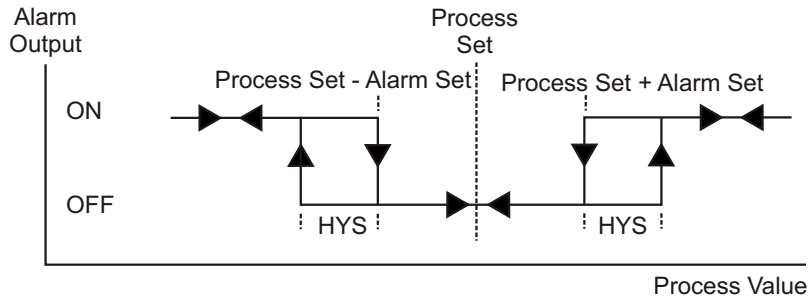 Alarm
Output
Process
Set
Process Set - Alarm Set
Process Set + Alarm Set
ON
OFF
HYS
HYS
Process Value